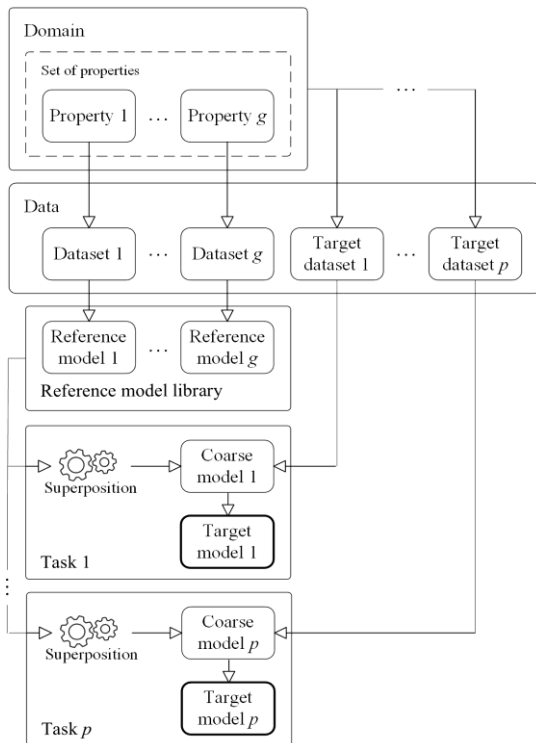 Domain
Set of properties
Property 1 ... Property g
...
Data
Dataset 1 ... Dataset g
Target
dataset 1
...
Target
dataset p
Reference
model 1
...
Reference
model g
Reference model library
Superposition
Coarse
model 1
Target
model 1
Task 1
...
Superposition
Coarse
model p
Target
model p
Task p